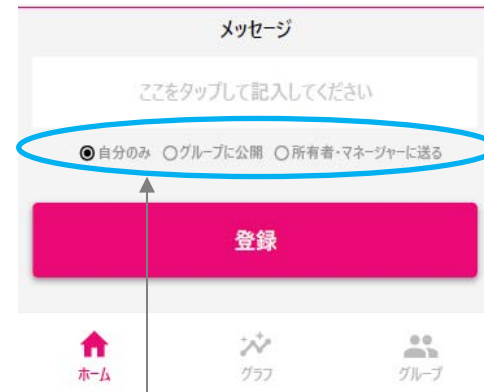 メッセージ
ここをタップして記入してください
自分のみ グループに公開 所有者・マネージャーに送る
登録
ホーム グラフ グループ